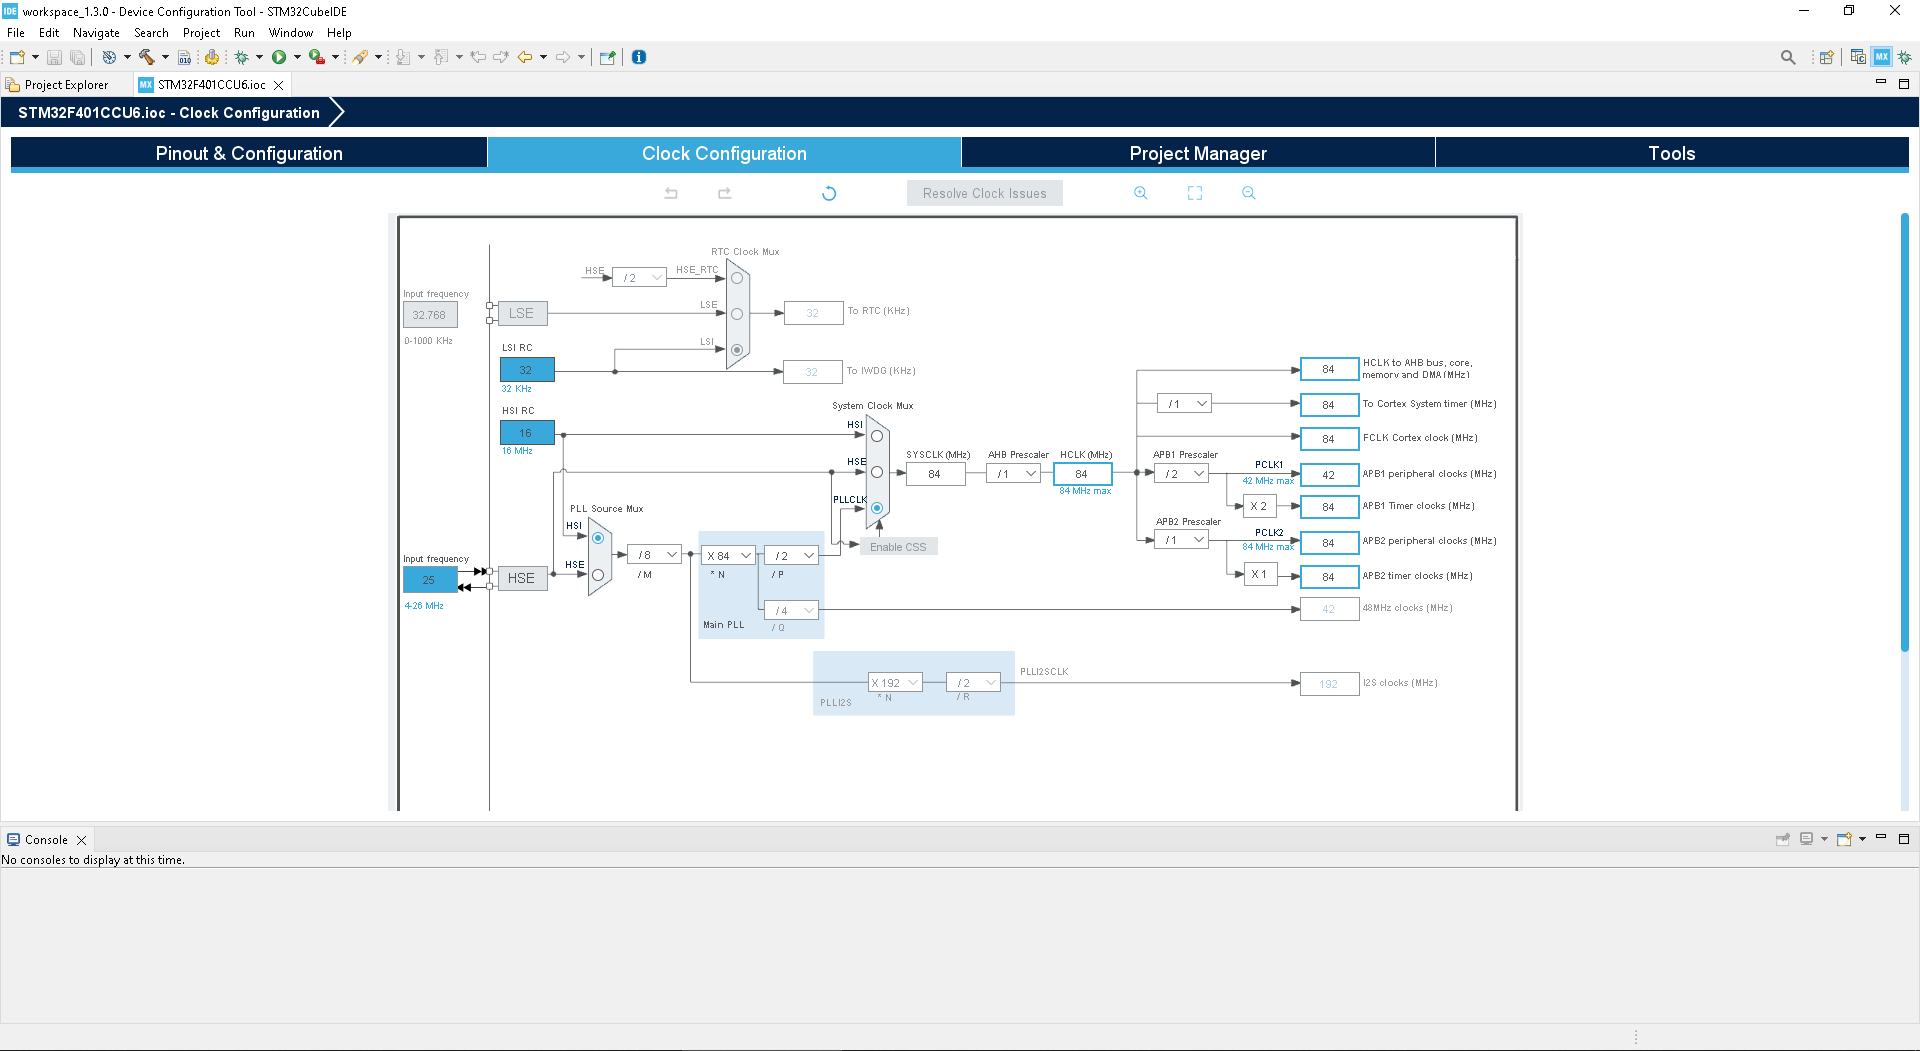 IDE workspace_1.3.0 - Device Configuration Tool - STM32CubeIDE
File Edit Navigate Search Project Run Window Help
010
MX
Project Explorer
MX STM32F401CCU6.ioc
STM32F401CCU6.ioc - Clock Configuration
Pinout & Configuration
Clock Configuration
Project Manager
Tools
Resolve Clock Issues
RTC Clock Mux
HSE
/ 2
HSE_RTC
Input frequency
32.768
0-1000 KHz
LSE
LSE
32
To RTC (KHz)
LSI RC
32
32 KHz
LSI
32
To IWDG (KHz)
HSI RC
16
16 MHz
System Clock Mux
HSI
HSE
PLLCLK
SYSCLK (MHz)
84
AHB Prescaler
/ 1
HCLK (MHz)
84
84 MHz max
84
HCLK to AHB bus, core,
memory and DMA (MHz)
/ 1
84
To Cortex System timer (MHz)
84
FCLK Cortex clock (MHz)
APB1 Prescaler
/ 2
PCLK1
42 MHz max
42
APB1 peripheral clocks (MHz)
X 2
84
APB1 Timer clocks (MHz)
APB2 Prescaler
/ 1
PCLK2
84 MHz max
84
APB2 peripheral clocks (MHz)
X 1
84
APB2 timer clocks (MHz)
Enable CSS
PLL Source Mux
HSI
HSE
Input frequency
25
4-26 MHz
HSE
/ 8
/ M
X 84
* N
/ 2
/ P
/ 4
/ Q
Main PLL
42
48MHz clocks (MHz)
PLLI2S
X 192
* N
/ 2
/ R
PLLI2SCLK
192
I2S clocks (MHz)
Console
No consoles to display at this time.